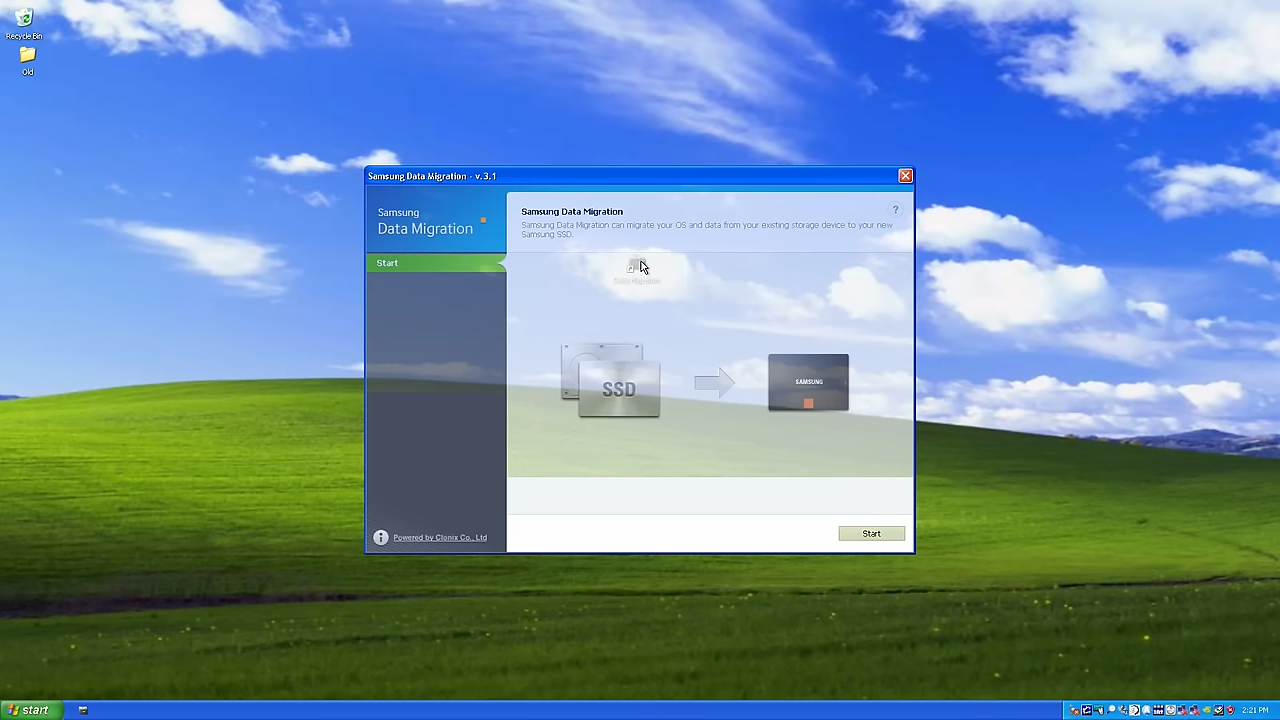 Recycle Bin
Old
Samsung Data Migration - v.3.1
Samsung
Data Migration
Start
Samsung Data Migration
Samsung Data Migration can migrate your OS and data from your existing storage device to your new
Samsung SSD.
?
Data Migration
SSD
SAMSUNG
Powered by Clonix Co., Ltd
Start
start
2:21 PM